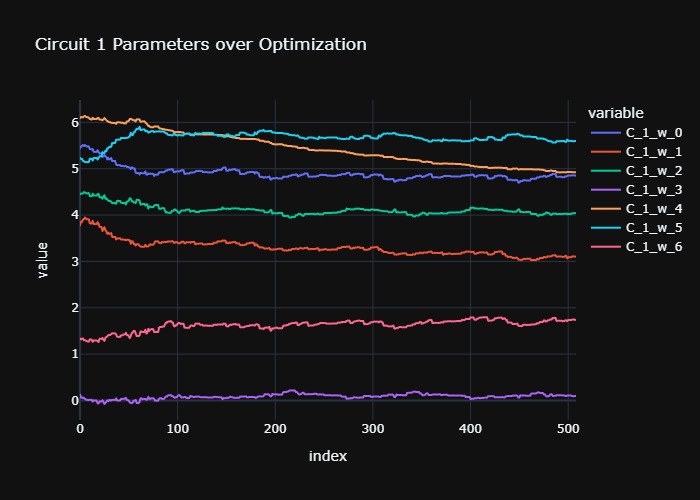 Circuit 1 Parameters over Optimization
variable
C_1_w_0
C_1_w_1
C_1_w_2
C_1_w_3
C_1_w_4
C_1_w_5
C_1_w_6
value
6
5
4
3
2
1
0
0 100 200 300 400 500
index